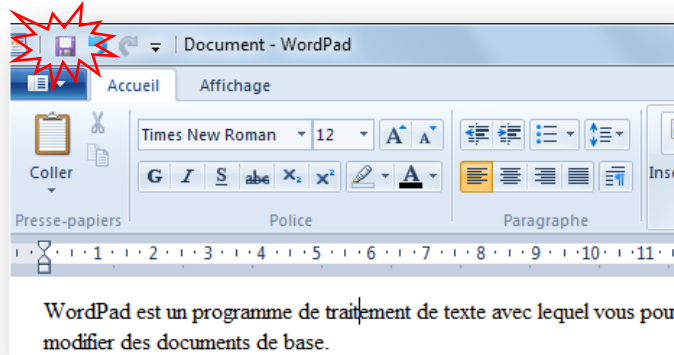 Document - WordPad
Accueil Affichage
Times New Roman 12 A A
Coller
G I S abc X₂ x² A
Presse-papiers Police Paragraphe
1 2 3 4 5 6 7 8 9 10 11
WordPad est un programme de traitement de texte avec lequel vous
modifier des documents de base.